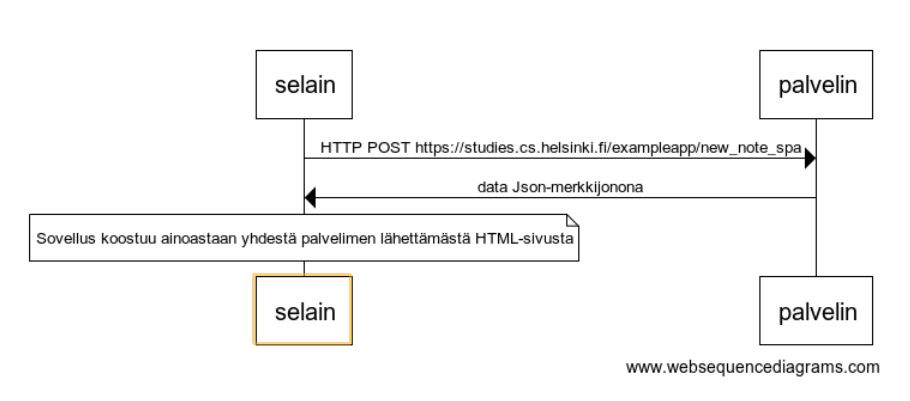 selain
palvelin
HTTP POST https://studies.cs.helsinki.fi/exampleapp/new_note_spa
data Json-merkkijonona
Sovellus koostuu ainoastaan yhdestä palvelimen lähettämästä HTML-sivusta
selain
palvelin
www.websequencediagrams.com